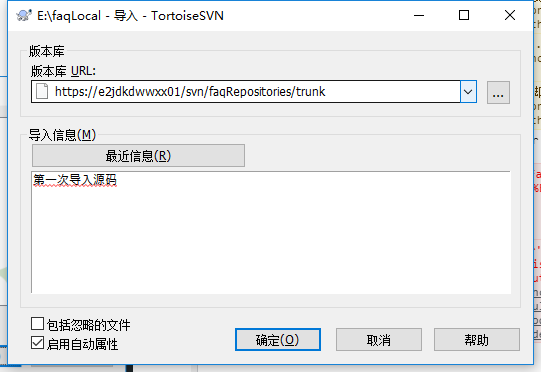 E:\faqLocal - 导入 - TortoiseSVN
版本库
版本库 URL:
https://e2jdkdwwxx01/svn/faqRepositories/trunk
...
导入信息(M)
最近信息(R)
第一次导入源码
包括忽略的文件
启用自动属性
确定(O)
取消
帮助